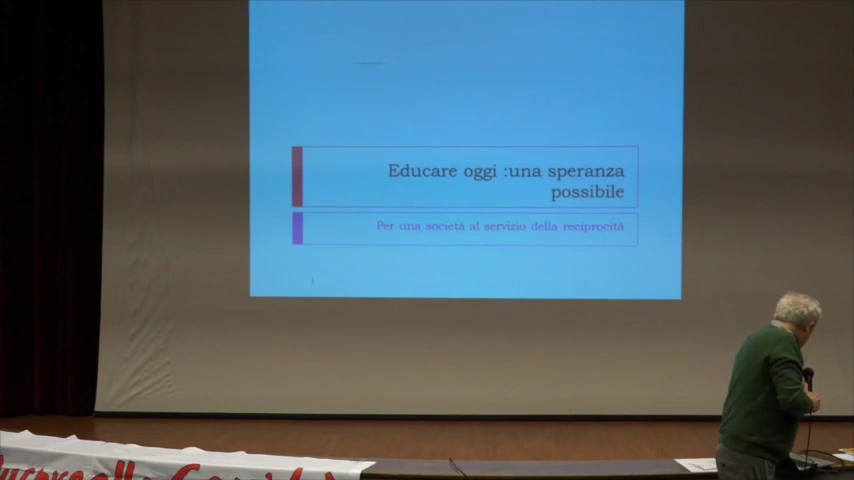 Educare oggi :una speranza
possibile
Per una società al servizio della reciprocità